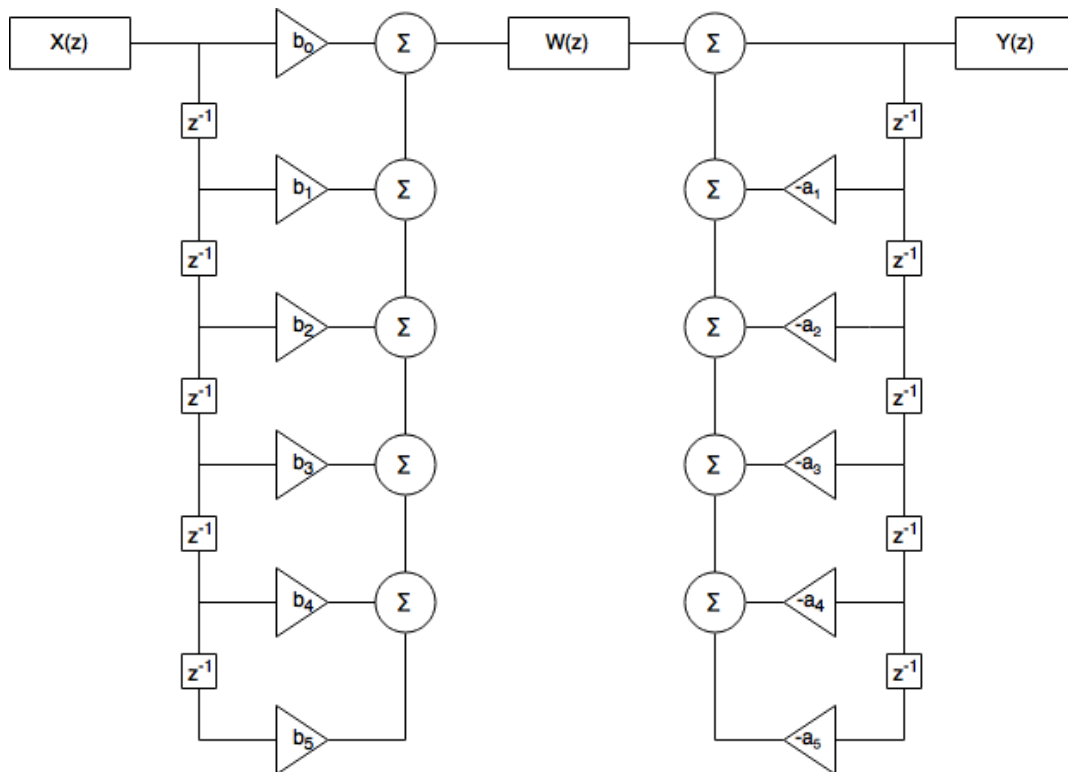 X(z) b₀ Σ W(z) Σ Y(z)
z⁻¹ z⁻¹
b₁ Σ Σ -a₁
z⁻¹ z⁻¹
b₂ Σ Σ -a₂
z⁻¹ z⁻¹
b₃ Σ Σ -a₃
z⁻¹ z⁻¹
b₄ Σ Σ -a₄
z⁻¹ z⁻¹
b₅ -a₅